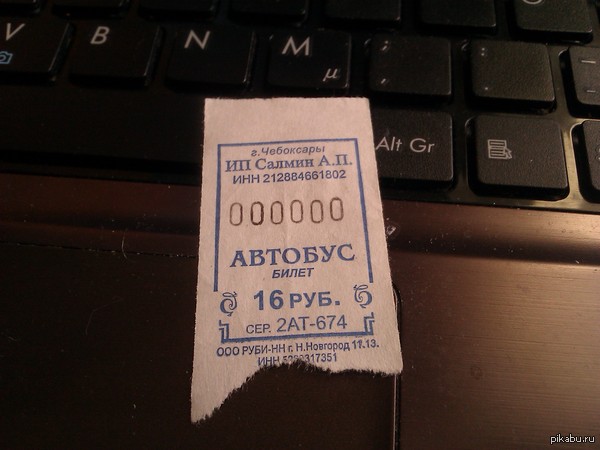 V
B
N
M
µ
;
,
:
.
Alt Gr
г.Чебоксары
ИП Салмин А.П.
ИНН 212884661802
000000
АВТОБУС
БИЛЕТ
16 РУБ.
СЕР. 2АТ-674
ООО РУБИ-НН г. Н.Новгород 11.13.
ИНН
pikabu.ru